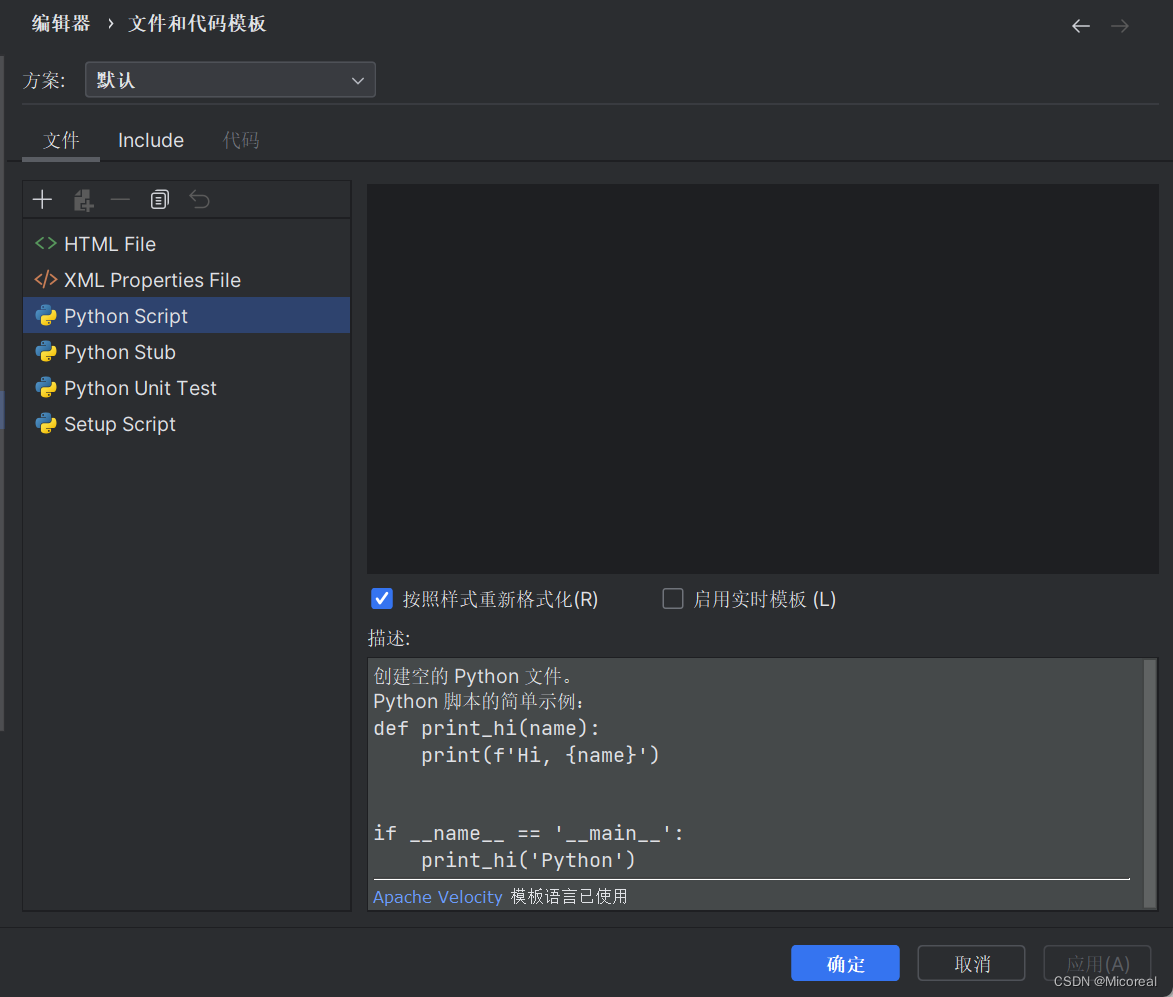 编辑器 › 文件和代码模板
方案: 默认
文件 Include 代码
HTML File
XML Properties File
Python Script
Python Stub
Python Unit Test
Setup Script
按照样式重新格式化(R) 启用实时模板 (L)
描述:
创建空的 Python 文件。
Python 脚本的简单示例:
def print_hi(name):
    print(f'Hi, {name}')
if __name__ == '__main__':
    print_hi('Python')
Apache Velocity 模板语言已使用
确定 取消 应用(A)
CSDN @Micoreal